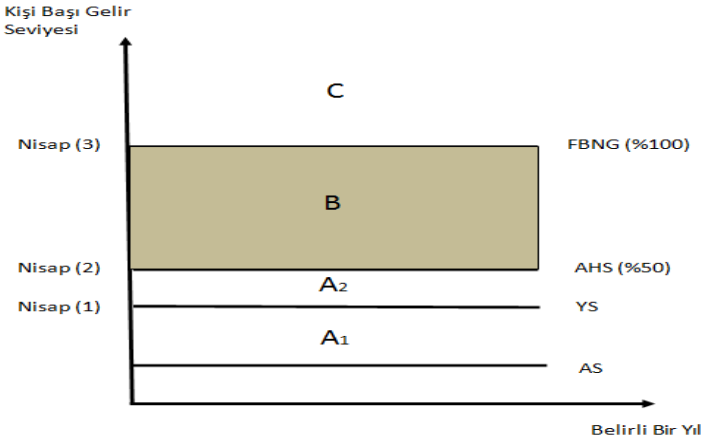 Kişi Başı Gelir
Seviyesi
C
Nisap (3)
FBNG (%100)
B
Nisap (2)
AHS (%50)
A2
Nisap (1)
YS
A1
AS
Belirli Bir Yıl